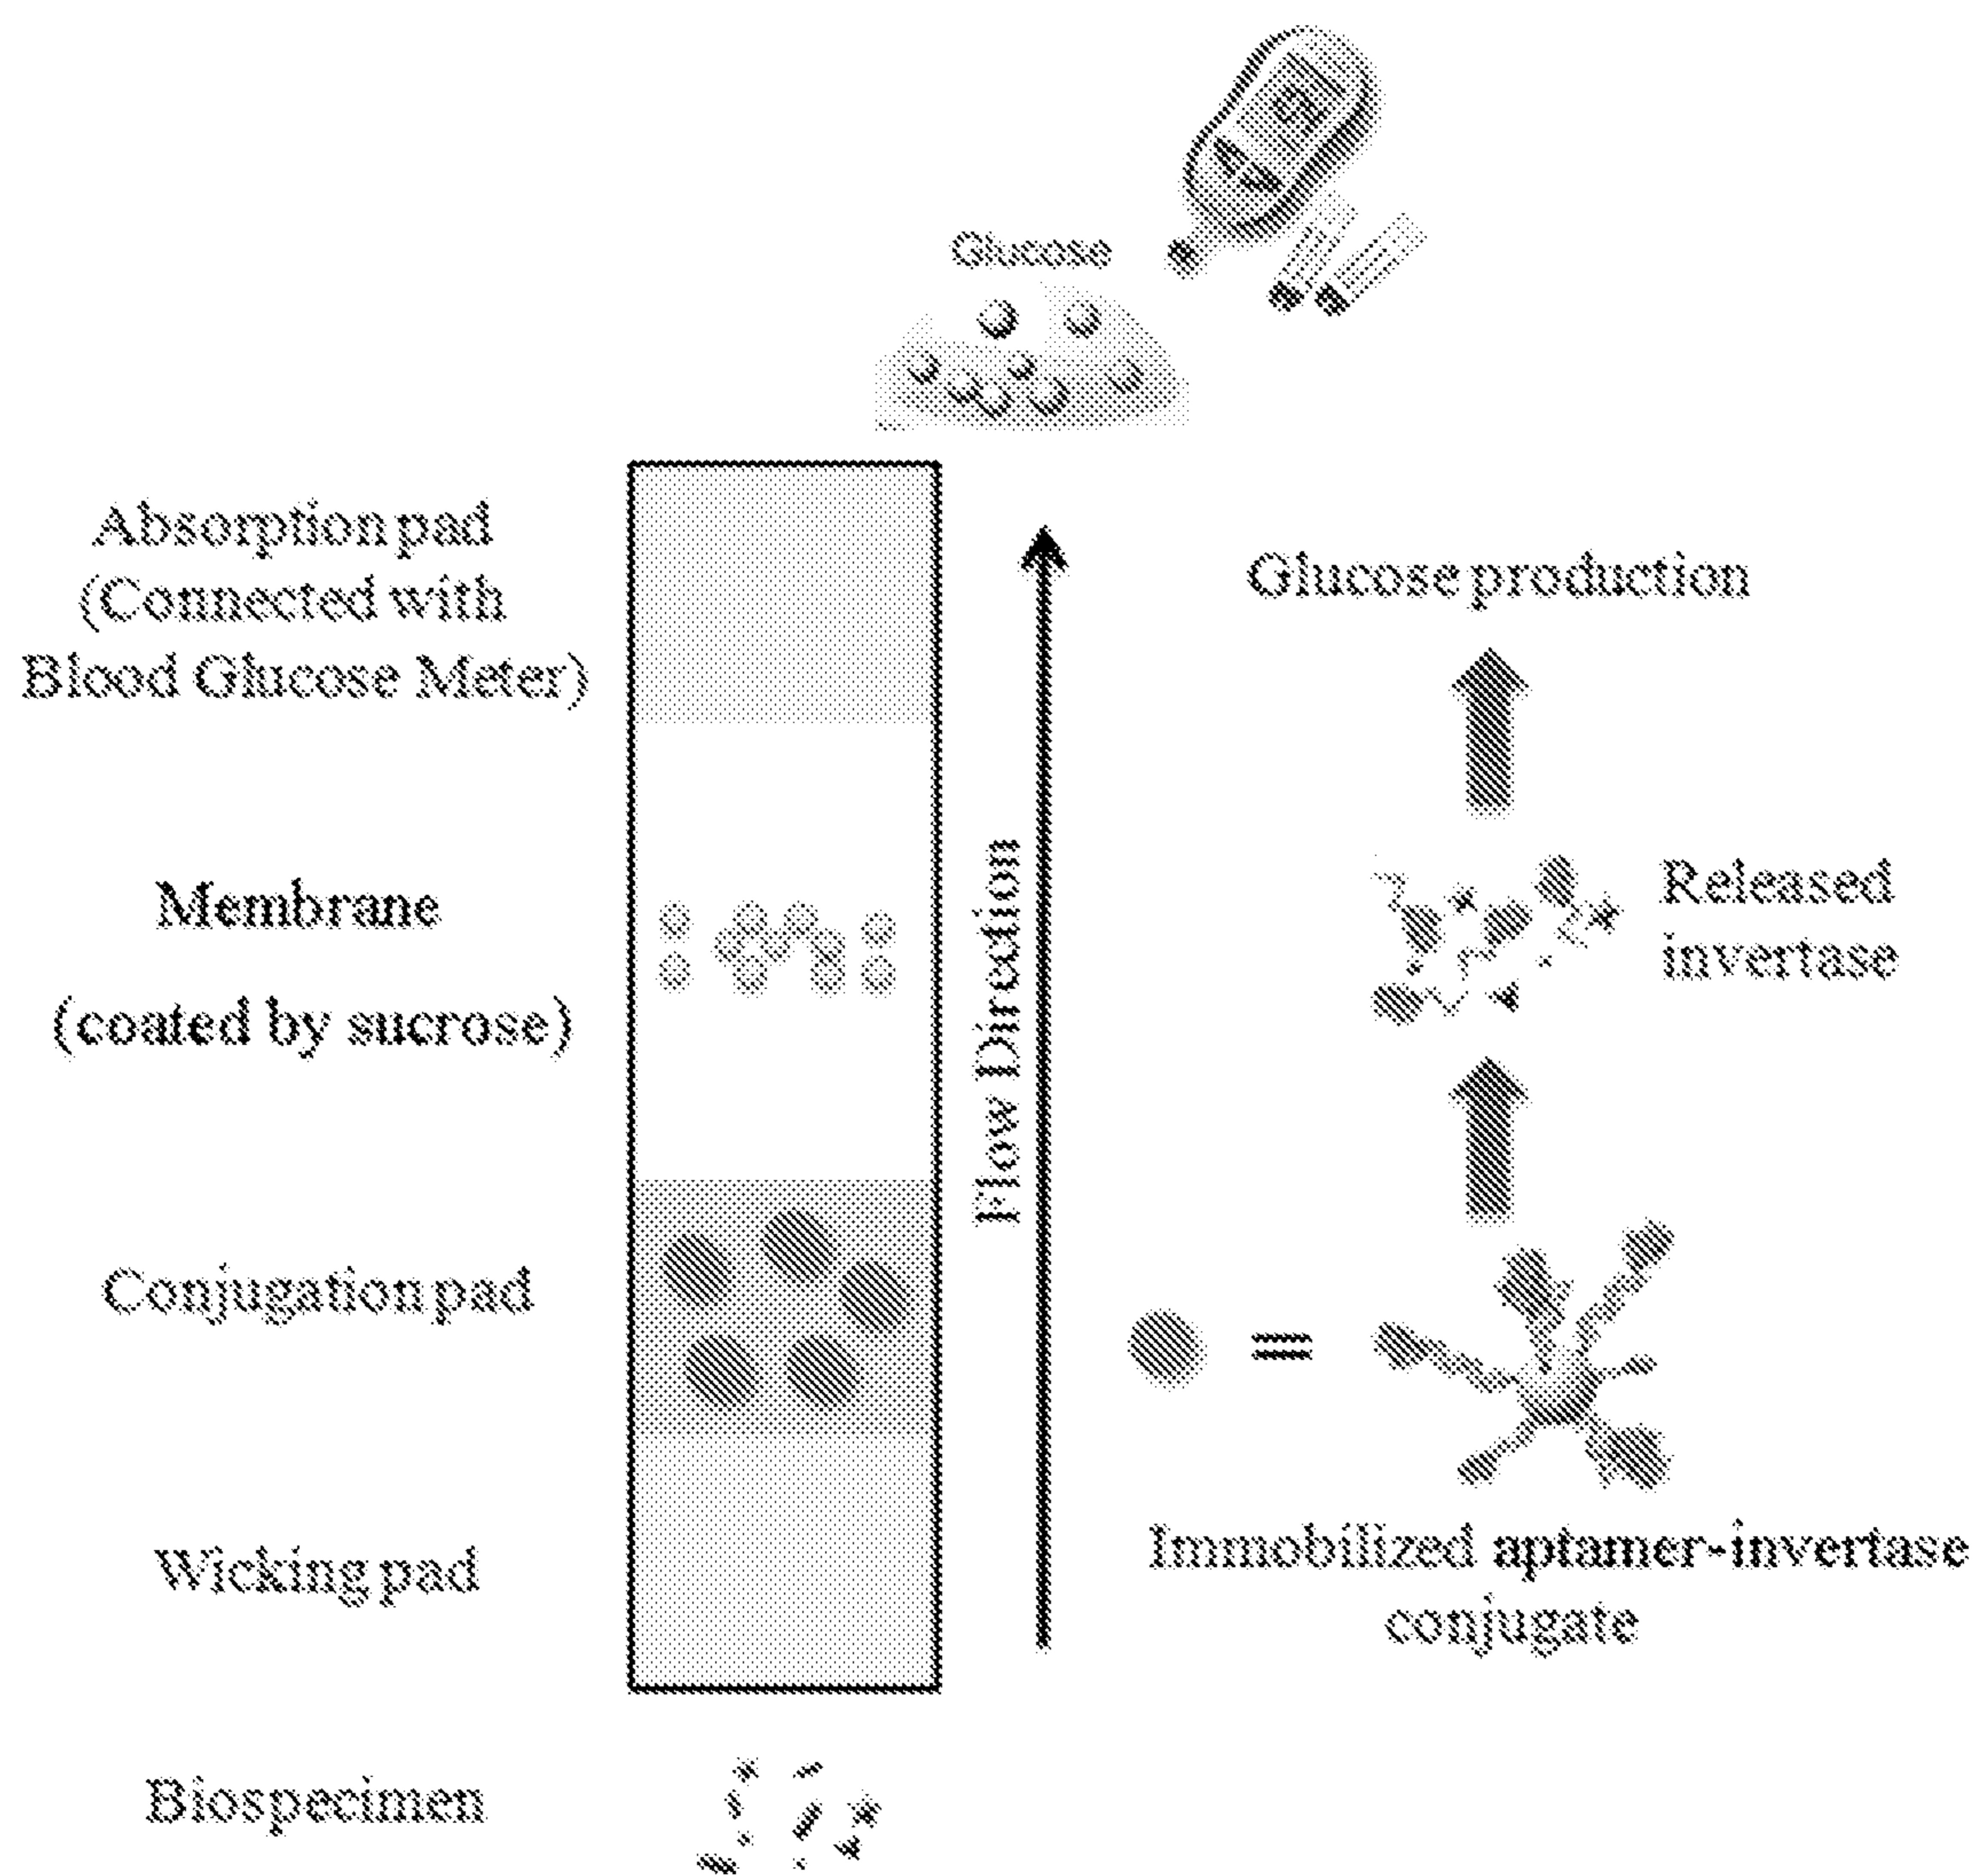 Glucose
Absorption pad
(Connected with
Blood Glucose Meter)
Glucose production
Membrane
(coated by sucrose)
Flow Direction
Released
invertase
Conjugation pad
=
Immobilized aptamer-invertase
conjugate
Wicking pad
Biospecimen